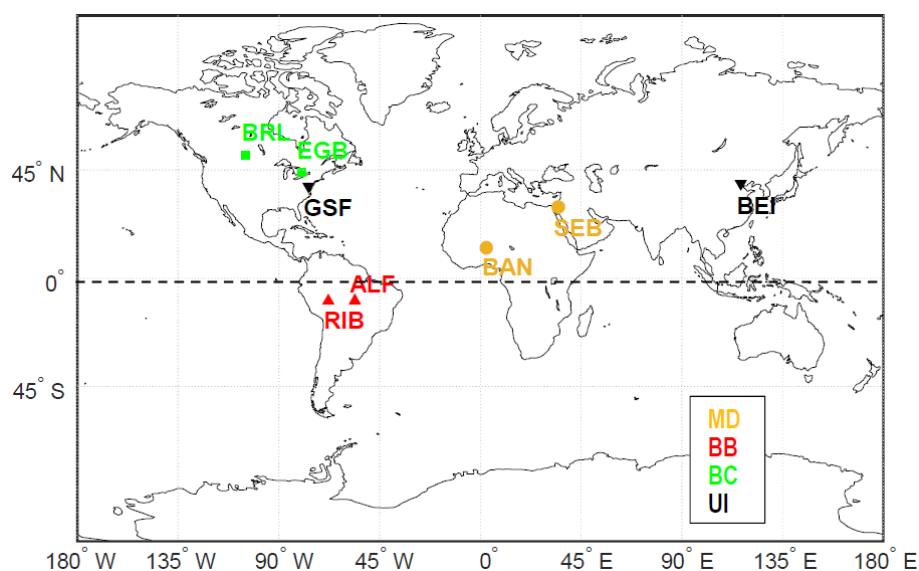 BRL
EGB
45° N
GSF
BEI
SEB
BAN
0°
ALF
RIB
45° S
MD
BB
BC
UI
180° W 135° W 90° W 45° W 0° 45° E 90° E 135° E 180° E